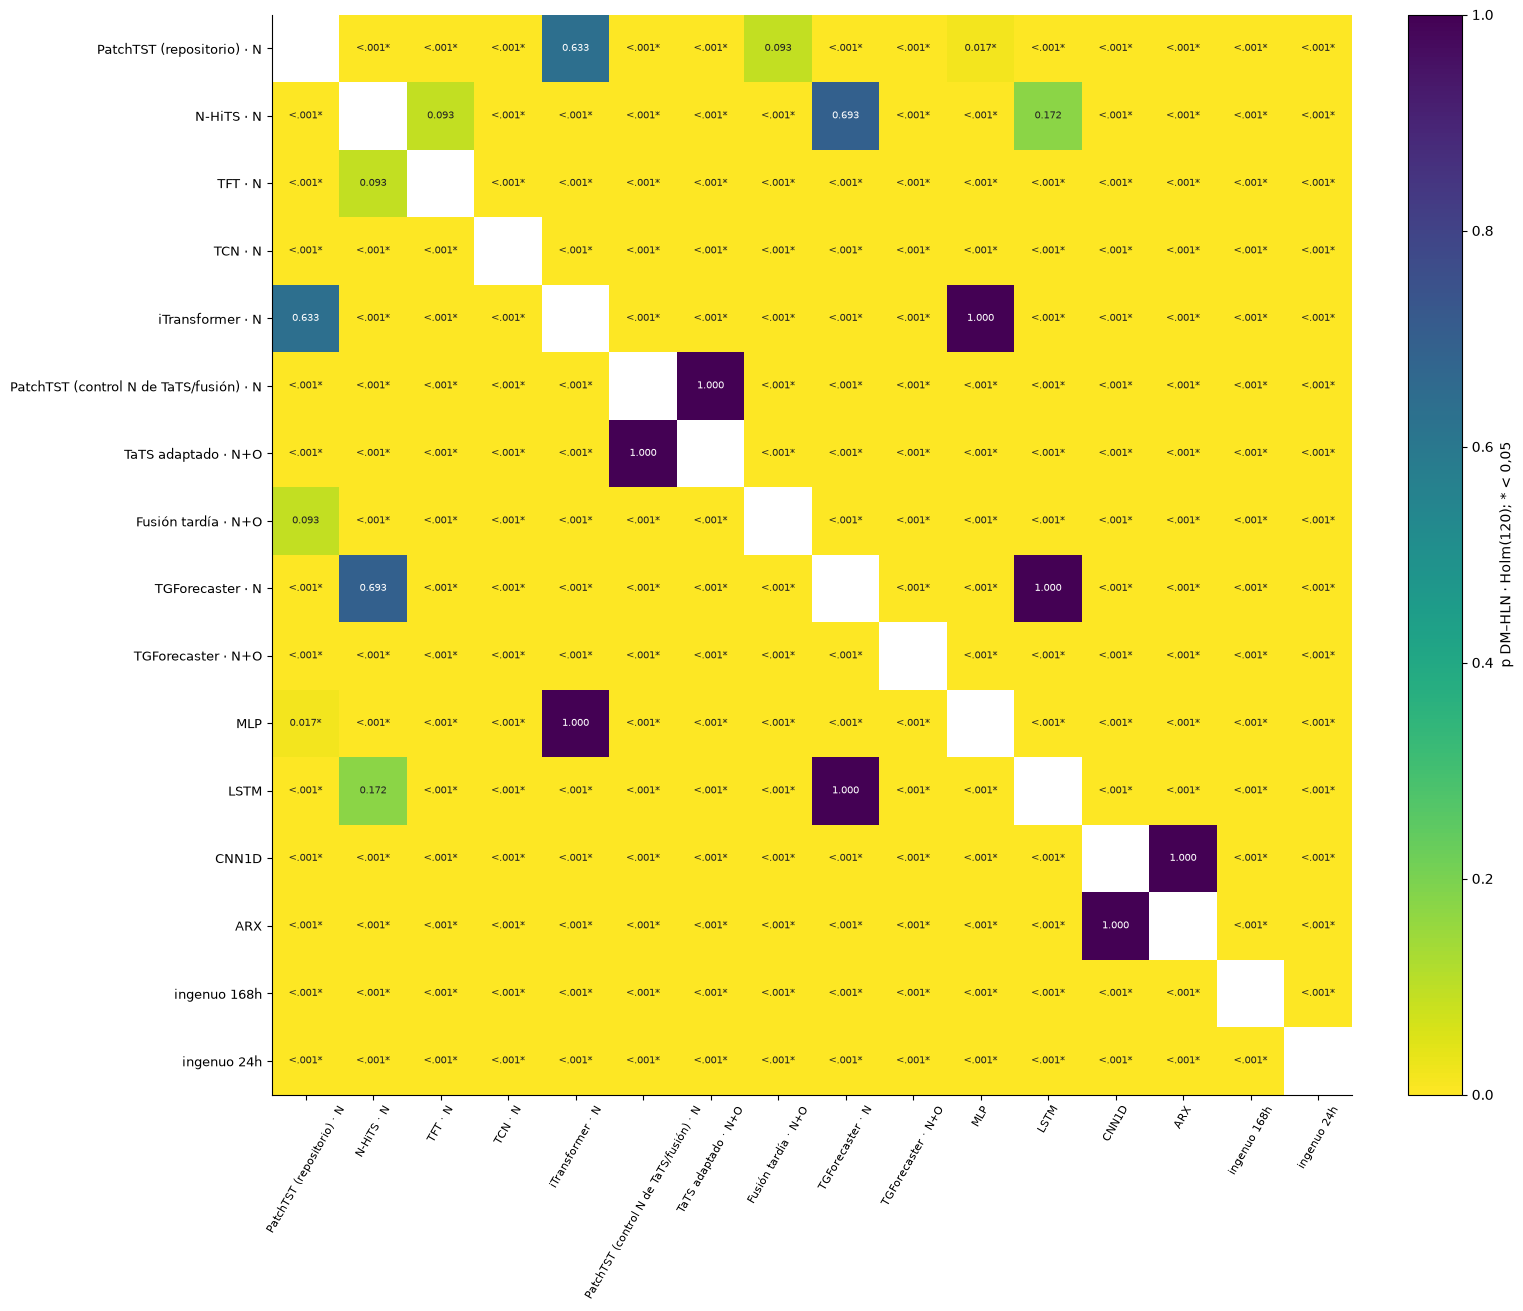 PatchTST (repositorio) · N <.001* <.001* <.001* 0.633 <.001* <.001* 0.093 <.001* <.001* 0.017* <.001* <.001* <.001* <.001* <.001*
N-HiTS · N <.001* 0.093 <.001* <.001* <.001* <.001* <.001* 0.693 <.001* <.001* 0.172 <.001* <.001* <.001* <.001*
TFT · N <.001* 0.093 <.001* <.001* <.001* <.001* <.001* <.001* <.001* <.001* <.001* <.001* <.001* <.001* <.001*
TCN · N <.001* <.001* <.001* <.001* <.001* <.001* <.001* <.001* <.001* <.001* <.001* <.001* <.001* <.001* <.001*
iTransformer · N 0.633 <.001* <.001* <.001* <.001* <.001* <.001* <.001* <.001* 1.000 <.001* <.001* <.001* <.001* <.001*
PatchTST (control N de TaTS/fusión) · N <.001* <.001* <.001* <.001* <.001* 1.000 <.001* <.001* <.001* <.001* <.001* <.001* <.001* <.001* <.001*
TaTS adaptado · N+O <.001* <.001* <.001* <.001* <.001* 1.000 <.001* <.001* <.001* <.001* <.001* <.001* <.001* <.001* <.001*
Fusión tardía · N+O 0.093 <.001* <.001* <.001* <.001* <.001* <.001* <.001* <.001* <.001* <.001* <.001* <.001* <.001* <.001*
TGForecaster · N <.001* 0.693 <.001* <.001* <.001* <.001* <.001* <.001* <.001* <.001* 1.000 <.001* <.001* <.001* <.001*
TGForecaster · N+O <.001* <.001* <.001* <.001* <.001* <.001* <.001* <.001* <.001* <.001* <.001* <.001* <.001* <.001* <.001*
MLP 0.017* <.001* <.001* <.001* 1.000 <.001* <.001* <.001* <.001* <.001* <.001* <.001* <.001* <.001* <.001*
LSTM <.001* 0.172 <.001* <.001* <.001* <.001* <.001* <.001* 1.000 <.001* <.001* <.001* <.001* <.001* <.001*
CNN1D <.001* <.001* <.001* <.001* <.001* <.001* <.001* <.001* <.001* <.001* <.001* <.001* 1.000 <.001* <.001*
ARX <.001* <.001* <.001* <.001* <.001* <.001* <.001* <.001* <.001* <.001* <.001* <.001* 1.000 <.001* <.001*
ingenuo 168h <.001* <.001* <.001* <.001* <.001* <.001* <.001* <.001* <.001* <.001* <.001* <.001* <.001* <.001* <.001*
ingenuo 24h <.001* <.001* <.001* <.001* <.001* <.001* <.001* <.001* <.001* <.001* <.001* <.001* <.001* <.001* <.001*
PatchTST (repositorio) · N
N-HiTS · N
TFT · N
TCN · N
iTransformer · N
PatchTST (control N de TaTS/fusión) · N
TaTS adaptado · N+O
Fusión tardía · N+O
TGForecaster · N
TGForecaster · N+O
MLP
LSTM
CNN1D
ARX
ingenuo 168h
ingenuo 24h
1.0
0.8
0.6
0.4
0.2
0.0
p DM–HLN · Holm(120); * < 0,05